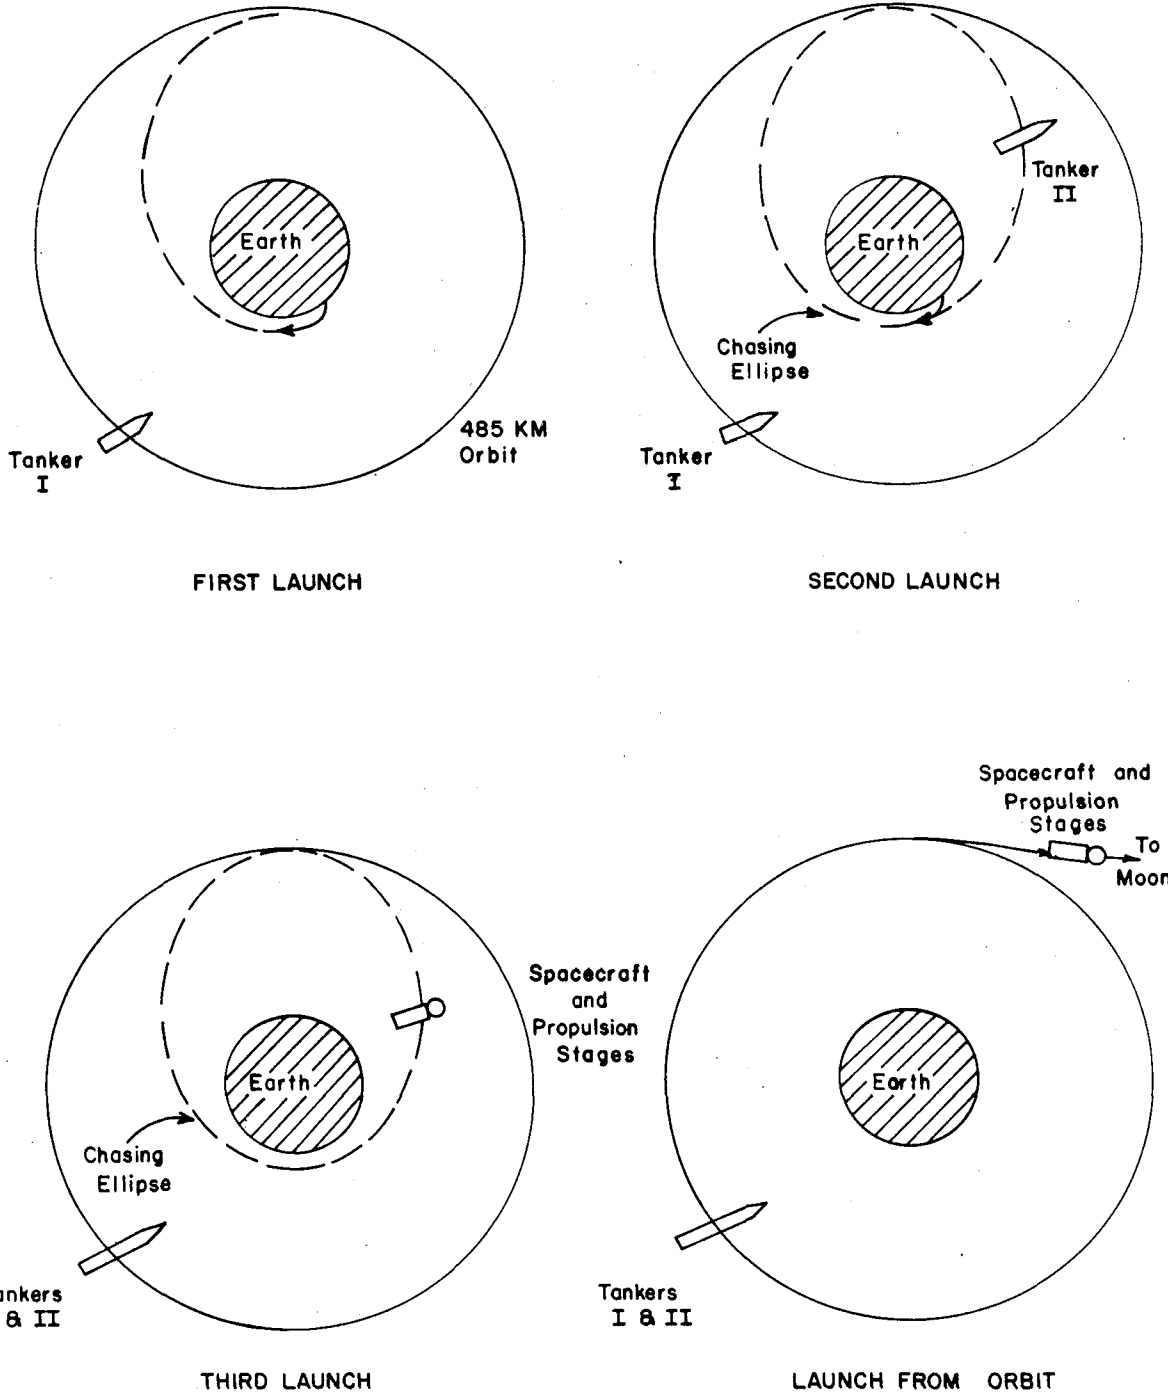 Earth
485 KM
Orbit
Tanker
I
FIRST LAUNCH
Tanker
II
Earth
Chasing
Ellipse
Tanker
I
SECOND LAUNCH
Spacecraft
and
Propulsion
Stages
Earth
Chasing
Ellipse
ankers
& II
THIRD LAUNCH
Spacecraft and
Propulsion
Stages
To
Moon
Earth
Tankers
I & II
LAUNCH FROM ORBIT